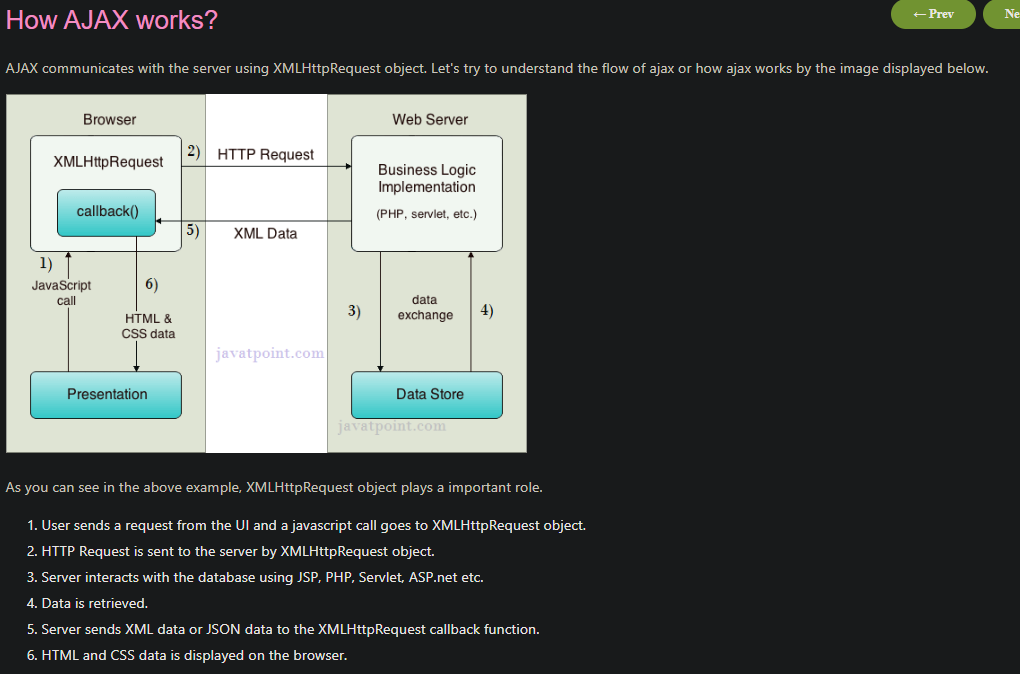 How AJAX works?
← Prev
Ne
AJAX communicates with the server using XMLHttpRequest object. Let's try to understand the flow of ajax or how ajax works by the image displayed below.
Browser
Web Server
XMLHttpRequest
callback()
2)
HTTP Request
Business Logic
Implementation
(PHP, servlet, etc.)
5)
XML Data
1)
JavaScript
call
6)
HTML &
CSS data
3)
data
exchange
4)
javatpoint.com
Presentation
Data Store
javatpoint.com
As you can see in the above example, XMLHttpRequest object plays a important role.
1. User sends a request from the UI and a javascript call goes to XMLHttpRequest object.
2. HTTP Request is sent to the server by XMLHttpRequest object.
3. Server interacts with the database using JSP, PHP, Servlet, ASP.net etc.
4. Data is retrieved.
5. Server sends XML data or JSON data to the XMLHttpRequest callback function.
6. HTML and CSS data is displayed on the browser.